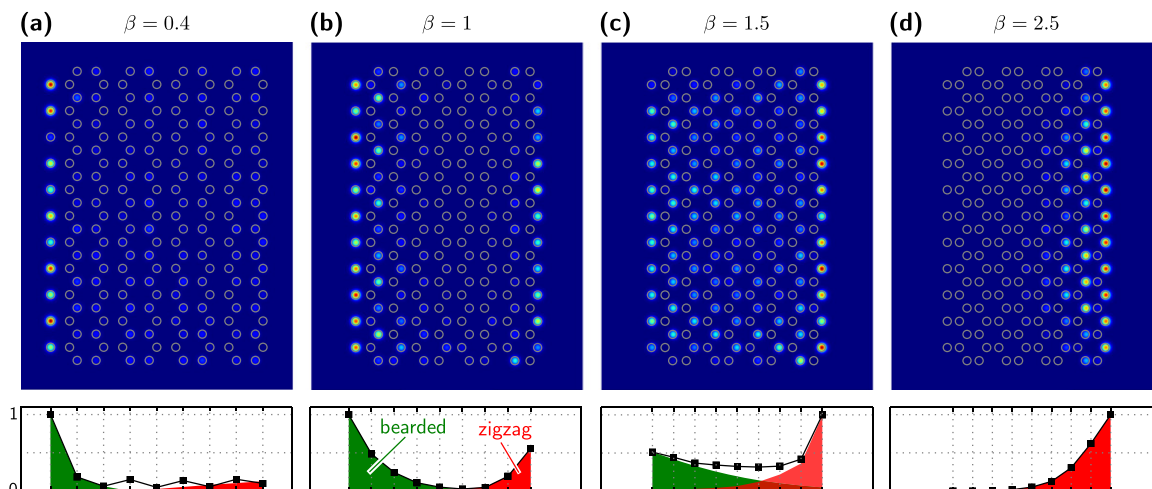 (a) β = 0.4
(b) β = 1
(c) β = 1.5
(d) β = 2.5
1
bearded
zigzag
0